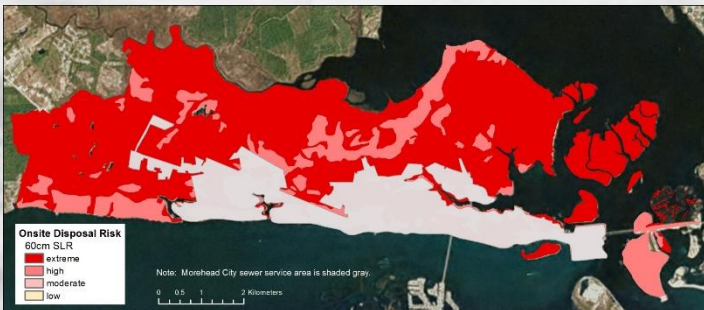 Onsite Disposal Risk
60cm SLR
extreme
high
moderate
low
Note: Morehead City sewer service area is shaded gray.
0 0.5 1 2 Kilometers